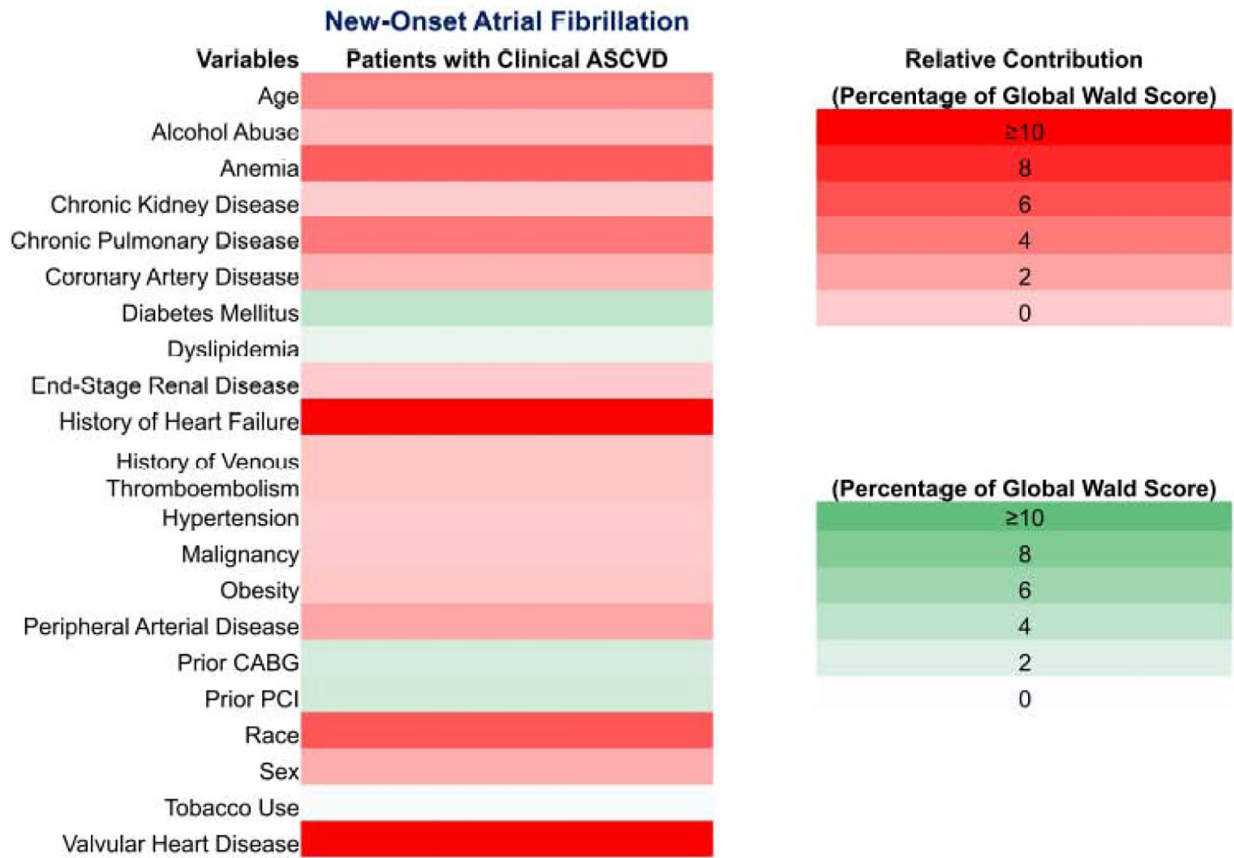 New-Onset Atrial Fibrillation
Variables Patients with Clinical ASCVD
Age
Alcohol Abuse
Anemia
Chronic Kidney Disease
Chronic Pulmonary Disease
Coronary Artery Disease
Diabetes Mellitus
Dyslipidemia
End-Stage Renal Disease
History of Heart Failure
History of Venous
Thromboembolism
Hypertension
Malignancy
Obesity
Peripheral Arterial Disease
Prior CABG
Prior PCI
Race
Sex
Tobacco Use
Valvular Heart Disease
Relative Contribution
(Percentage of Global Wald Score)
≥10
8
6
4
2
0
(Percentage of Global Wald Score)
≥10
8
6
4
2
0